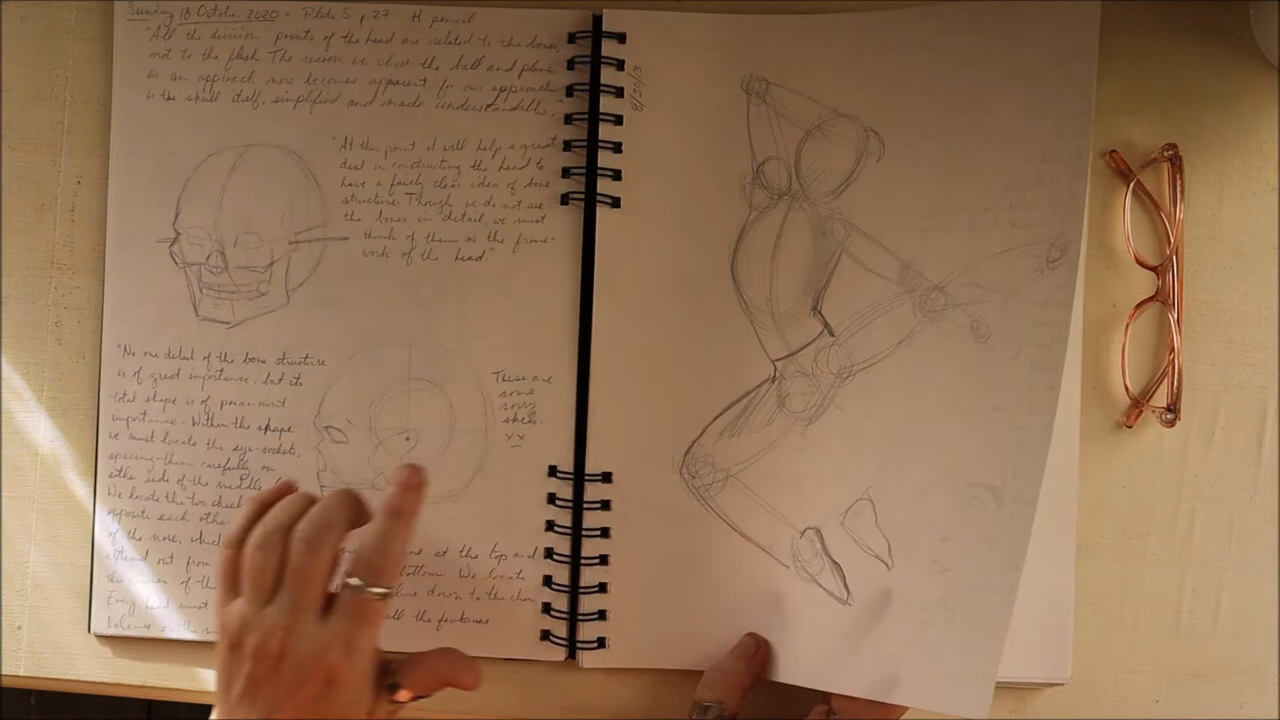 Sunday 18 October 2020 - Plate 5 p.27 H pencil
"All the division points of the head are related to the bones,
not to the flesh. The reason we chose the ball and plane
as an approach now becomes apparent, for our approach
is the skull itself, simplified and made understandable."
"At this point it will help a great
deal in constructing the head to
have a fairly clear idea of bone
structure. Though we do not see
the bones in detail, we must
think of them as the frame-
work of the head."
"No one detail of the bone structure
is of great importance, but its
total shape is of paramount
importance. Within the shape
we must locate the eye-sockets,
spacing them carefully on
either side of the middle
We locate the two cheek
opposite each other
of the nose, which
extend out from
the corner of the
Every head must
balance on the
These are
some
sorry
skulls.
xx
line at the top and
bottom. We locate
line down to the chin,
all the features
8/30/13